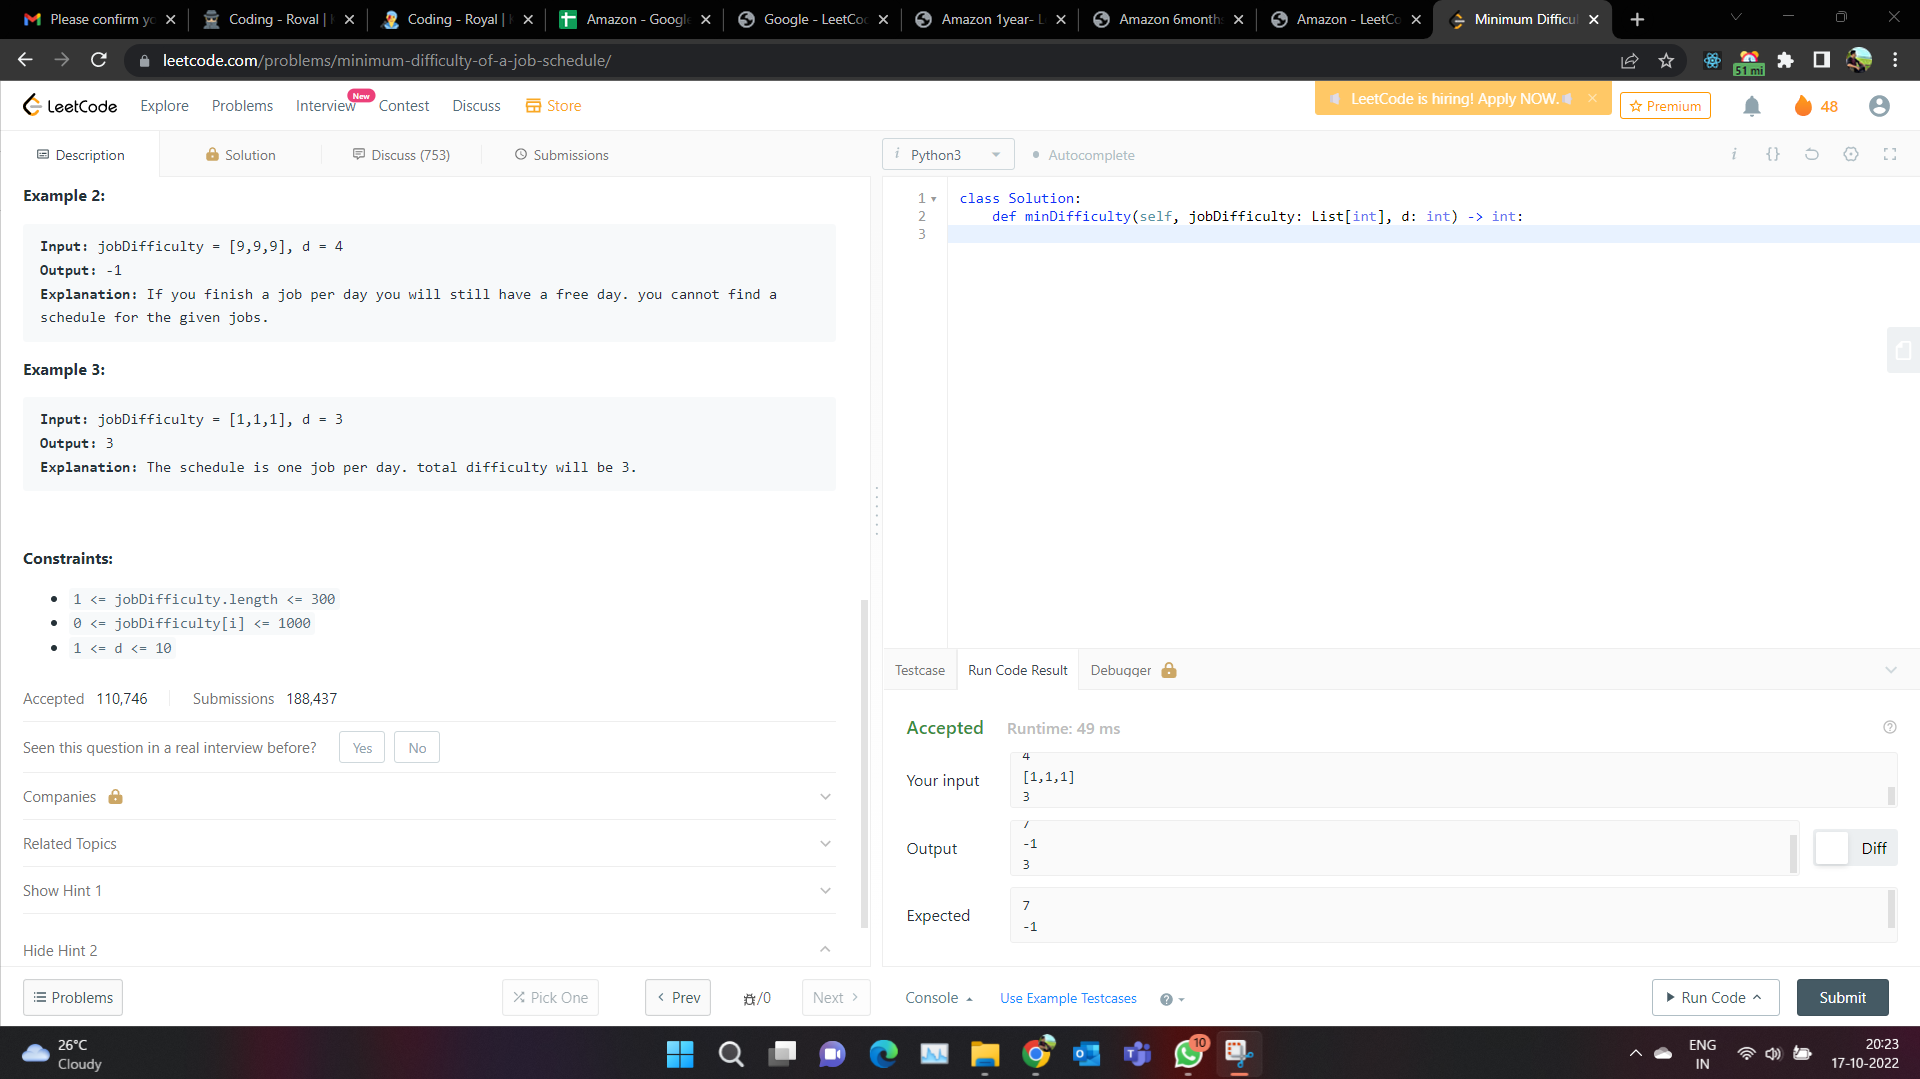 Please confirm yo
Coding - Royal |
Coding - Royal |
Amazon - Google
Google - LeetCod
Amazon 1year- L
Amazon 6months
Amazon - LeetCo
Minimum Difficul
leetcode.com/problems/minimum-difficulty-of-a-job-schedule/
51 mi
LeetCode
Explore
Problems
Interview
New
Contest
Discuss
Store
LeetCode is hiring! Apply NOW.
Premium
48
Description
Solution
Discuss (753)
Submissions
i Python3
Autocomplete
i {}
Example 2:
Input: jobDifficulty = [9,9,9], d = 4
Output: -1
Explanation: If you finish a job per day you will still have a free day. you cannot find a
schedule for the given jobs.
Example 3:
Input: jobDifficulty = [1,1,1], d = 3
Output: 3
Explanation: The schedule is one job per day. total difficulty will be 3.
Constraints:
1 <= jobDifficulty.length <= 300
0 <= jobDifficulty[i] <= 1000
1 <= d <= 10
Accepted 110,746
Submissions 188,437
Seen this question in a real interview before?
Yes
No
Companies
Related Topics
Show Hint 1
Hide Hint 2
Problems
Pick One
Prev
/0
Next
1 class Solution:
2 def minDifficulty(self, jobDifficulty: List[int], d: int) -> int:
3
Testcase
Run Code Result
Debugger
Accepted
Runtime: 49 ms
Your input
4
[1,1,1]
3
Output
7
-1
3
Diff
Expected
7
-1
Console
Use Example Testcases
Run Code
Submit
26°C
Cloudy
10
ENG
IN
20:23
17-10-2022